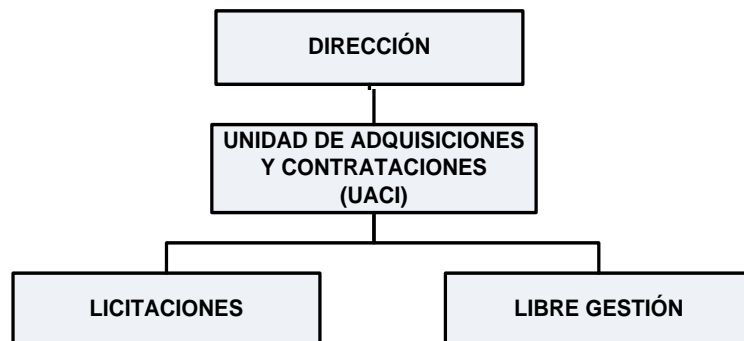 DIRECCIÓN
UNIDAD DE ADQUISICIONES
Y CONTRATACIONES
(UACI)
LICITACIONES
LIBRE GESTIÓN